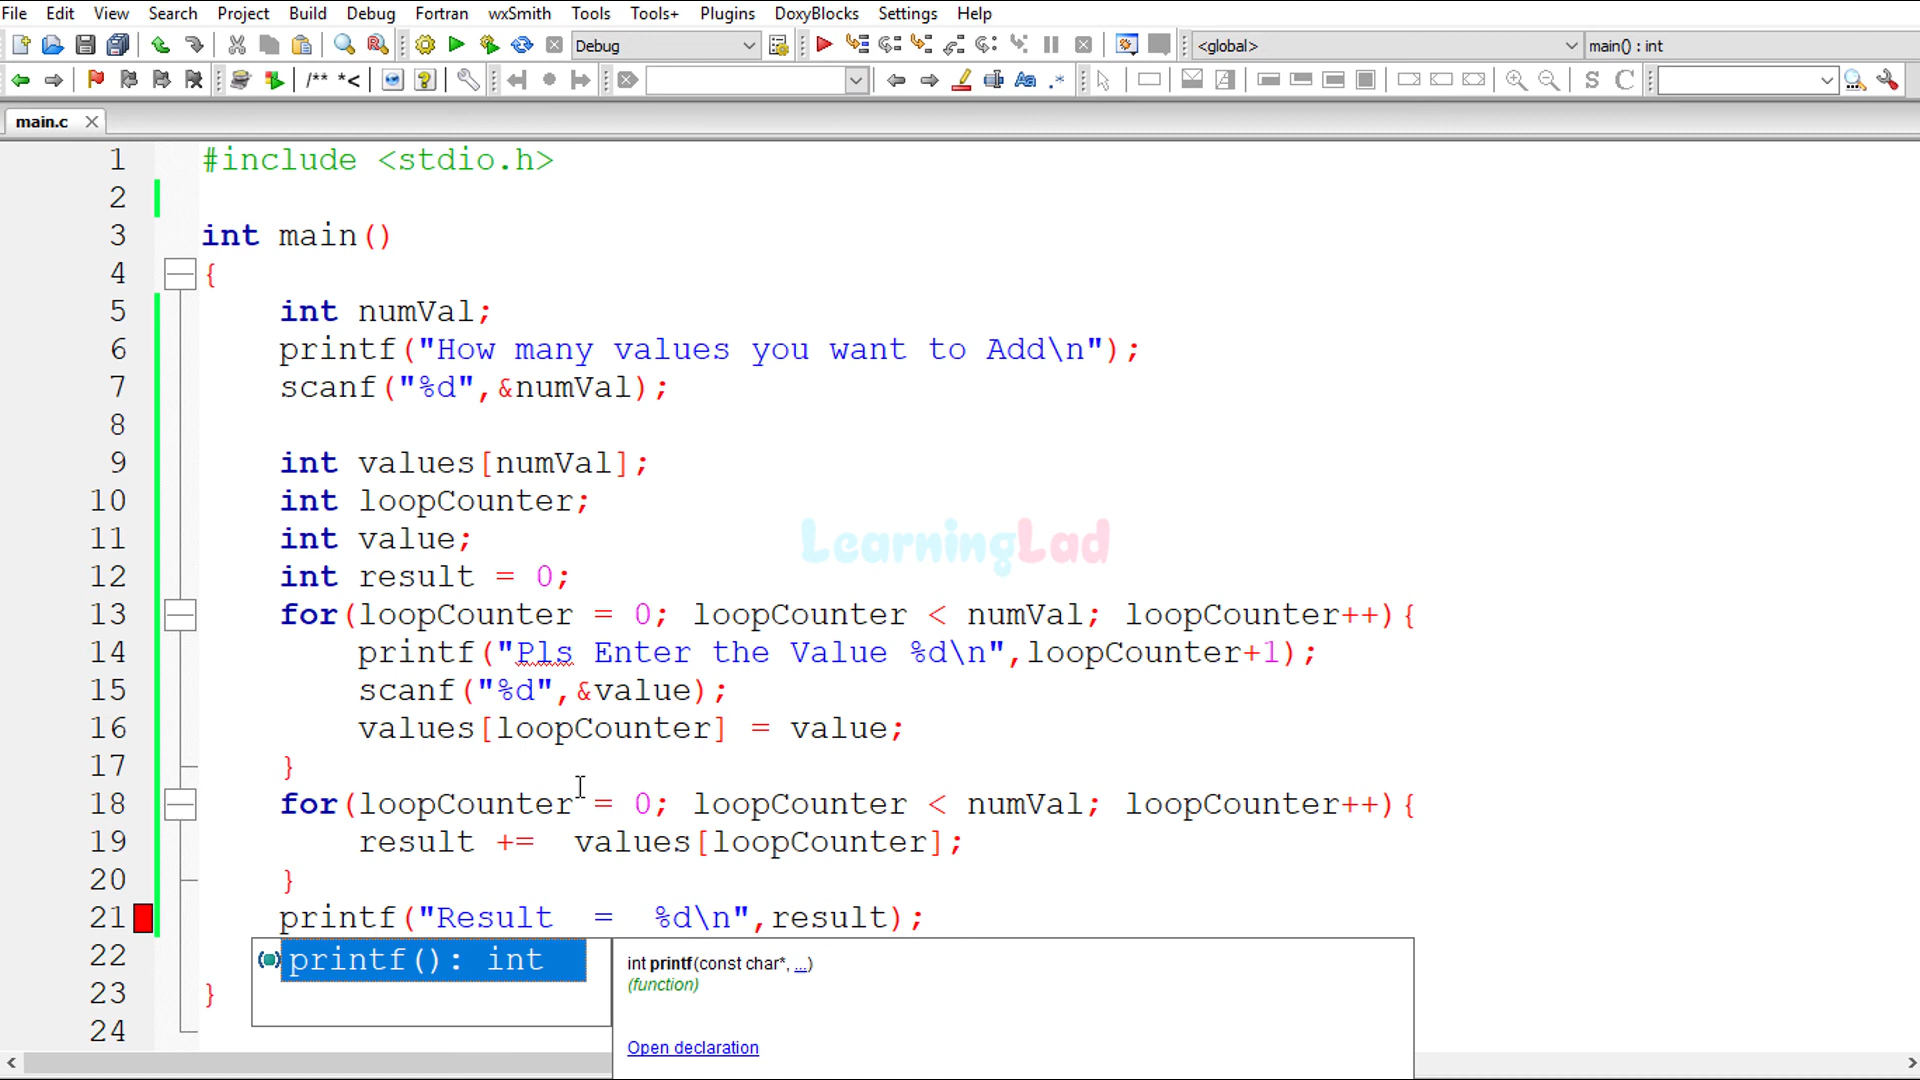 File Edit View Search Project Build Debug Fortran wxSmith Tools Tools+ Plugins DoxyBlocks Settings Help
Debug <global> main() : int
/** *<
main.c
1 #include <stdio.h>
2
3 int main()
4 {
5 int numVal;
6 printf("How many values you want to Add\n");
7 scanf("%d",&numVal);
8
9 int values[numVal];
10 int loopCounter;
11 int value;
12 int result = 0;
13 for(loopCounter = 0; loopCounter < numVal; loopCounter++){
14 printf("Pls Enter the Value %d\n",loopCounter+1);
15 scanf("%d",&value);
16 values[loopCounter] = value;
17 }
18 for(loopCounter = 0; loopCounter < numVal; loopCounter++){
19 result += values[loopCounter];
20 }
21 printf("Result = %d\n",result);
22
23 }
24
LearningLad
printf(): int
int printf(const char*, ...)
(function)
Open declaration